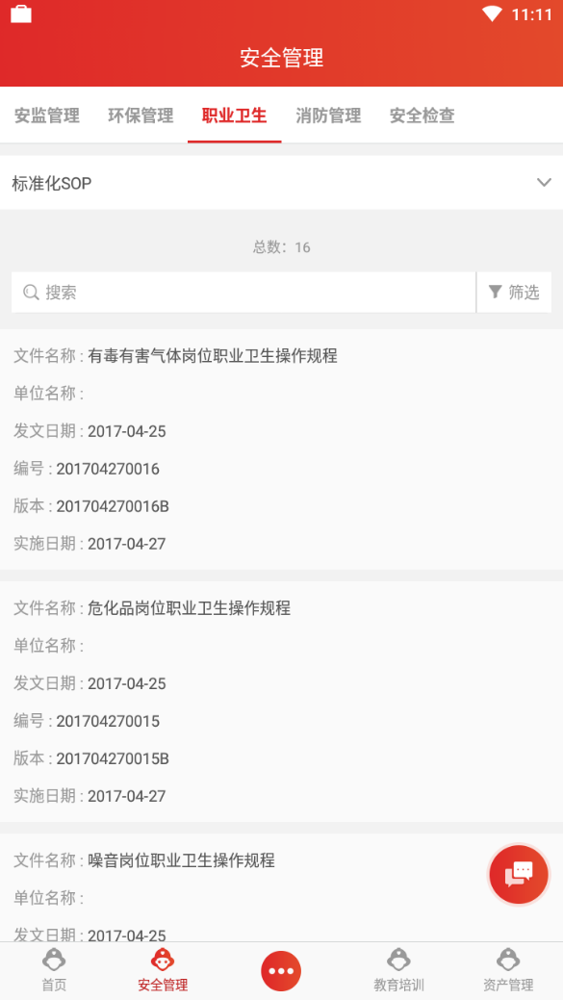 11:11
安全管理
安监管理 环保管理 职业卫生 消防管理 安全检查
标准化SOP
总数：16
搜索 筛选
文件名称 : 有毒有害气体岗位职业卫生操作规程
单位名称 :
发文日期 : 2017-04-25
编号 : 201704270016
版本 : 201704270016B
实施日期 : 2017-04-27
文件名称 : 危化品岗位职业卫生操作规程
单位名称 :
发文日期 : 2017-04-25
编号 : 201704270015
版本 : 201704270015B
实施日期 : 2017-04-27
文件名称 : 噪音岗位职业卫生操作规程
单位名称 :
发文日期 : 2017-04-25
首页 安全管理 教育培训 资产管理